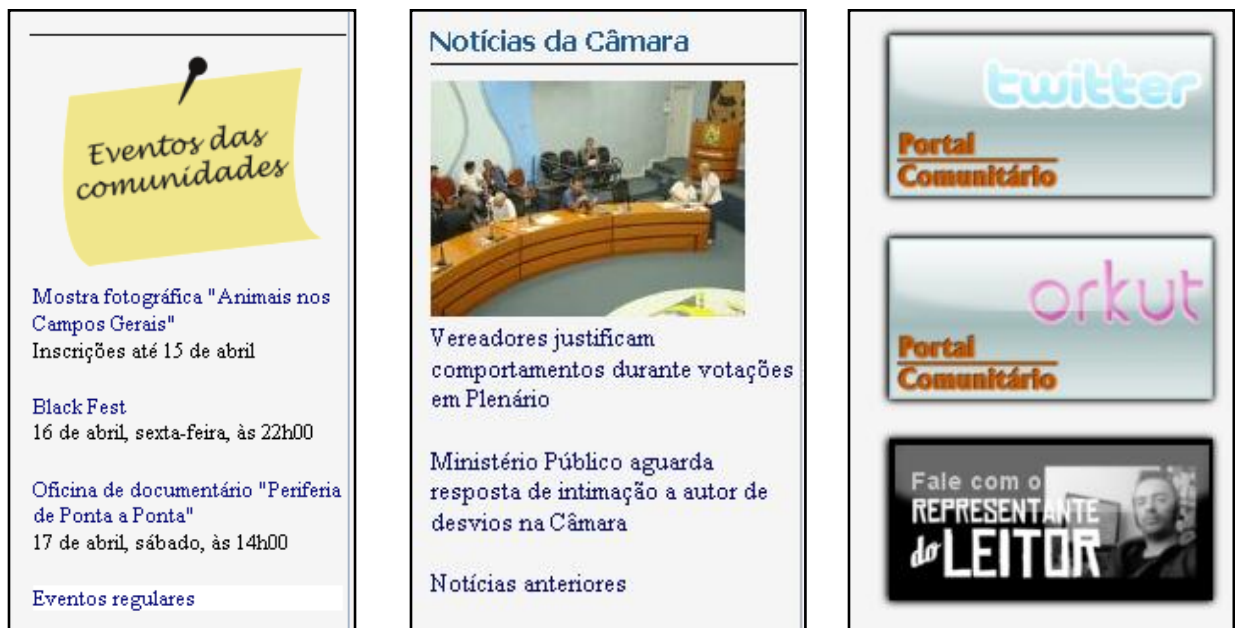 Eventos das
comunidades
Mostra fotográfica "Animais nos
Campos Gerais"
Inscrições até 15 de abril
Black Fest
16 de abril, sexta-feira, às 22h00
Oficina de documentário "Periferia
de Ponta a Ponta"
17 de abril, sábado, às 14h00
Eventos regulares
Notícias da Câmara
Vereadores justificam
comportamentos durante votações
em Plenário
Ministério Público aguarda
resposta de intimação a autor de
desvios na Câmara
Notícias anteriores
twitter
Portal
Comunitário
orkut
Portal
Comunitário
Fale com o
REPRESENTANTE
do LEITOR